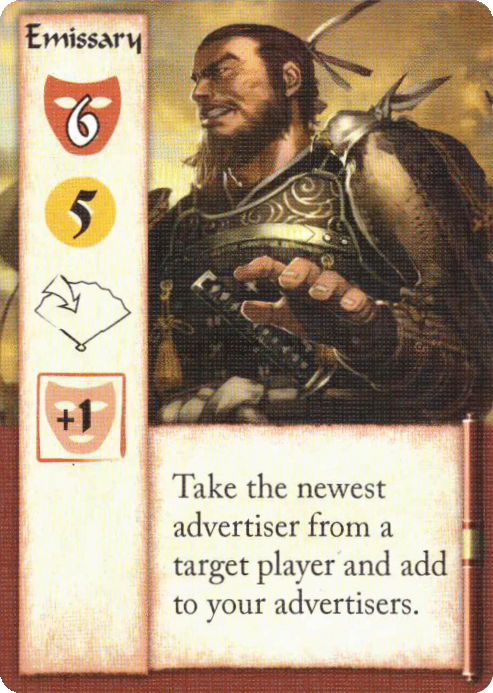 Emissary
6
5
+1
Take the newest
advertiser from a
target player and add
to your advertisers.